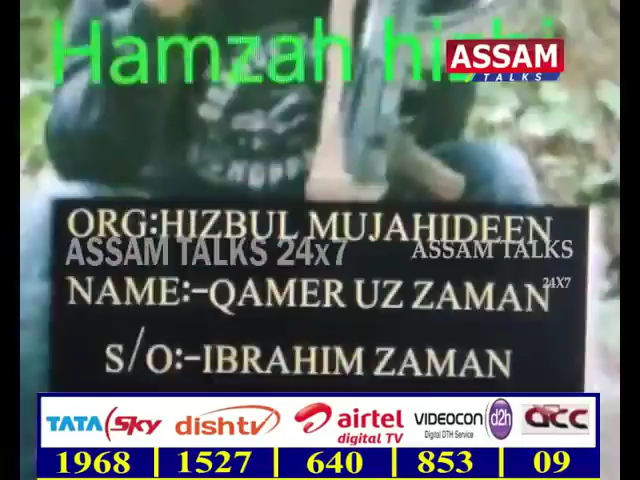 Hamzah hizbi
ASSAM
TALKS
ORG:HIZBUL MUJAHIDEEN
ASSAM TALKS 24x7
ASSAM TALKS
24X7
NAME:-QAMER UZ ZAMAN
S/O:-IBRAHIM ZAMAN
TATA Sky
dishtv
airtel
digital TV
VIDEOCON d2h
Digital DTH Service
acc
1968 1527 640 853 09